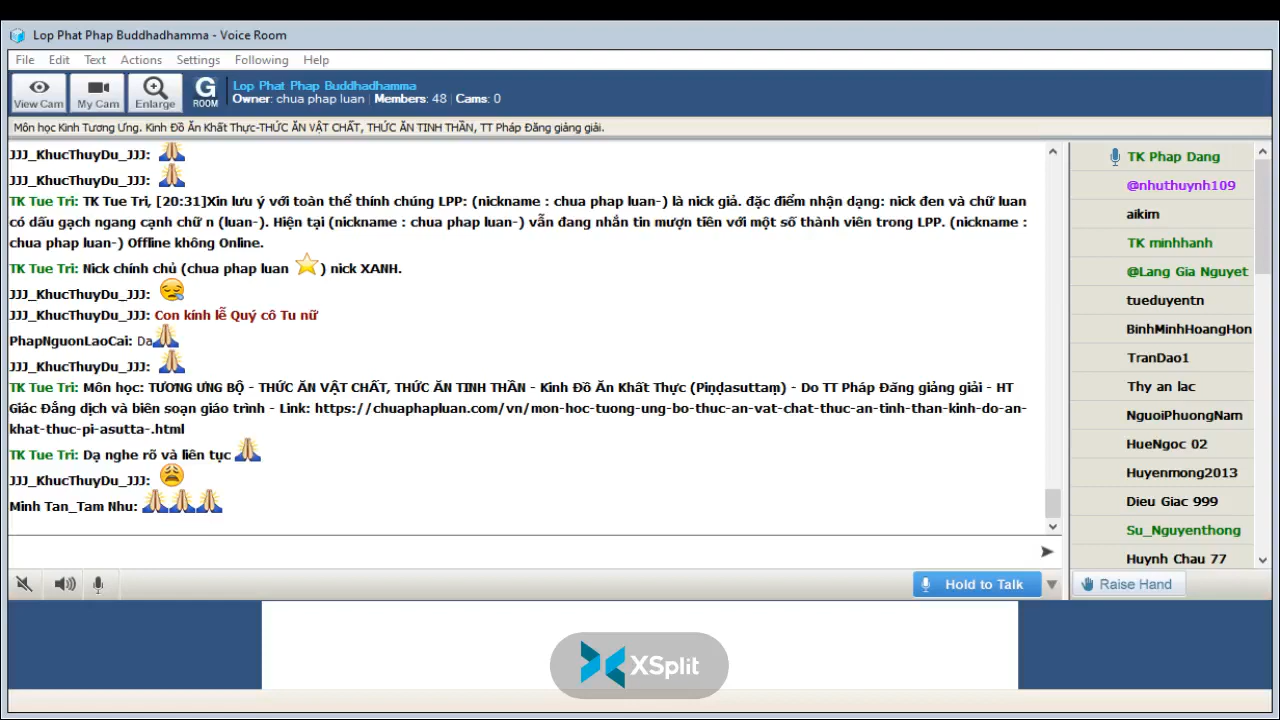 Lop Phat Phap Buddhadhamma - Voice Room
File Edit Text Actions Settings Following Help
View Cam
My Cam
Enlarge
G ROOM
Lop Phat Phap Buddhadhamma
Owner: chua phap luan | Members: 48 | Cams: 0
Môn học Kinh Tương Ưng. Kinh Đồ Ăn Khất Thực-THỨC ĂN VẬT CHẤT, THỨC ĂN TINH THẦN, TT Pháp Đăng giảng giải.
JJJ_KhucThuyDu_JJJ:
JJJ_KhucThuyDu_JJJ:
TK Tue Tri: TK Tue Tri, [20:31]Xin lưu ý với toàn thể thính chúng LPP: (nickname : chua phap luan-) là nick giả. đặc điểm nhận dạng: nick đen và chữ luan
có dấu gạch ngang cạnh chữ n (luan-). Hiện tại (nickname : chua phap luan-) vẫn đang nhắn tin mượn tiền với một số thành viên trong LPP. (nickname :
chua phap luan-) Offline không Online.
TK Tue Tri: Nick chính chủ (chua phap luan ) nick XANH.
JJJ_KhucThuyDu_JJJ:
JJJ_KhucThuyDu_JJJ: Con kính lễ Quý cô Tu nữ
PhapNguonLaoCai: Da
JJJ_KhucThuyDu_JJJ:
TK Tue Tri: Môn học: TƯƠNG ƯNG BỘ - THỨC ĂN VẬT CHẤT, THỨC ĂN TINH THẦN - Kinh Đồ Ăn Khất Thực (Piṇḍasuttaṃ) - Do TT Pháp Đăng giảng giải - HT
Giác Đẳng dịch và biên soạn giáo trình - Link: https://chuaphapluan.com/vn/mon-hoc-tuong-ung-bo-thuc-an-vat-chat-thuc-an-tinh-than-kinh-do-an-
khat-thuc-pi-asutta-.html
TK Tue Tri: Dạ nghe rõ và liên tục
JJJ_KhucThuyDu_JJJ:
Minh Tan_Tam Nhu:
TK Phap Dang
@nhuthuynh109
aikim
TK minhhanh
@Lang Gia Nguyet
tueduyentn
BinhMinhHoangHon
TranDao1
Thy an lac
NguoiPhuongNam
HueNgoc 02
Huyenmong2013
Dieu Giac 999
Su_Nguyenthong
Huynh Chau 77
Hold to Talk
Raise Hand
XSplit